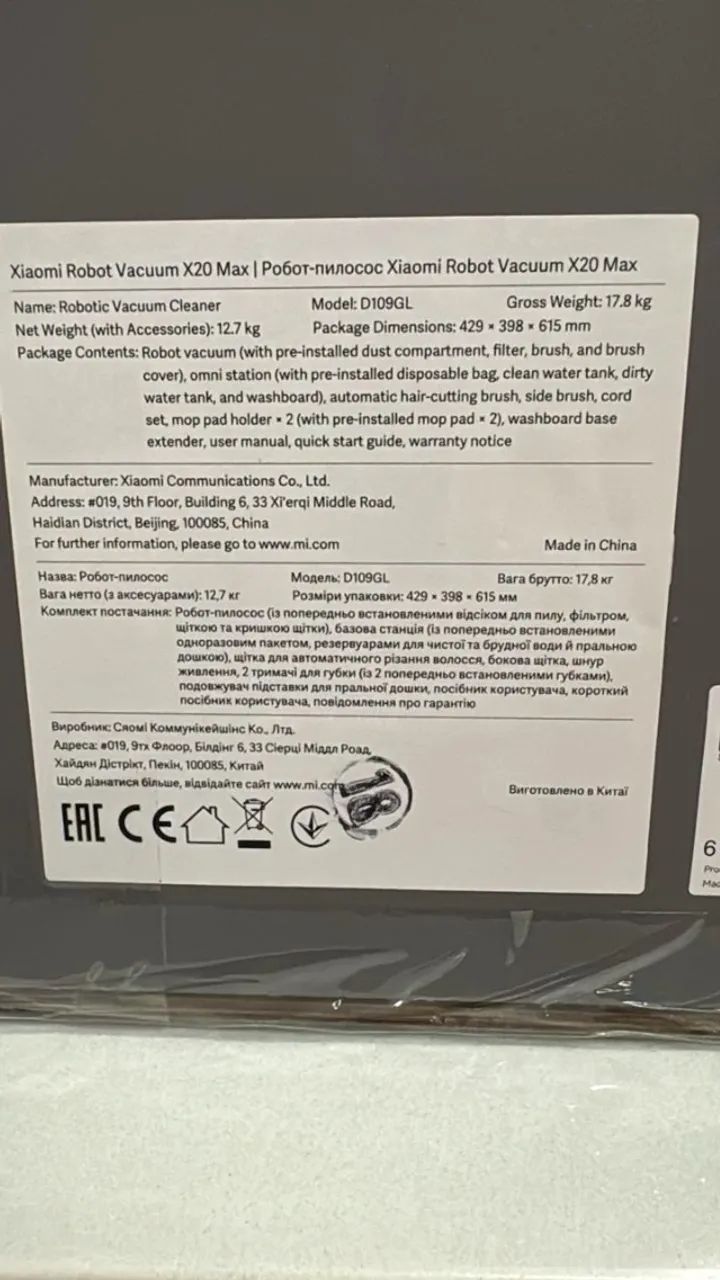 Xiaomi Robot Vacuum X20 Max | Робот-пилосос Xiaomi Robot Vacuum X20 Max
Name: Robotic Vacuum Cleaner Model: D109GL Gross Weight: 17.8 kg
Net Weight (with Accessories): 12.7 kg Package Dimensions: 429 × 398 × 615 mm
Package Contents: Robot vacuum (with pre-installed dust compartment, filter, brush, and brush
cover), omni station (with pre-installed disposable bag, clean water tank, dirty
water tank, and washboard), automatic hair-cutting brush, side brush, cord
set, mop pad holder × 2 (with pre-installed mop pad × 2), washboard base
extender, user manual, quick start guide, warranty notice
Manufacturer: Xiaomi Communications Co., Ltd.
Address: #019, 9th Floor, Building 6, 33 Xi'erqi Middle Road,
Haidian District, Beijing, 100085, China
For further information, please go to www.mi.com Made in China
Назва: Робот-пилосос Модель: D109GL Вага брутто: 17,8 кг
Вага нетто (з аксесуарами): 12,7 кг Розміри упаковки: 429 × 398 × 615 мм
Комплект постачання: Робот-пилосос (із попередньо встановленими відсіком для пилу, фільтром,
щіткою та кришкою щітки), базова станція (із попередньо встановленими
одноразовим пакетом, резервуарами для чистої та брудної води й пральною
дошкою), щітка для автоматичного різання волосся, бокова щітка, шнур
живлення, 2 тримачі для губки (із 2 попередньо встановленими губками),
подовжувач підставки для пральної дошки, посібник користувача, короткий
посібник користувача, повідомлення про гарантію
Виробник: Сяомі Коммунікейшінс Ко., Лтд.
Адреса: #019, 9тх Флоор, Білдінг 6, 33 Сіерці Міддл Роад,
Хайдян Дістрікт, Пекін, 100085, Китай
Щоб дізнатися більше, відвідайте сайт www.mi.com Виготовлено в Китаї
EAC CE
18
6
Pro
Mad